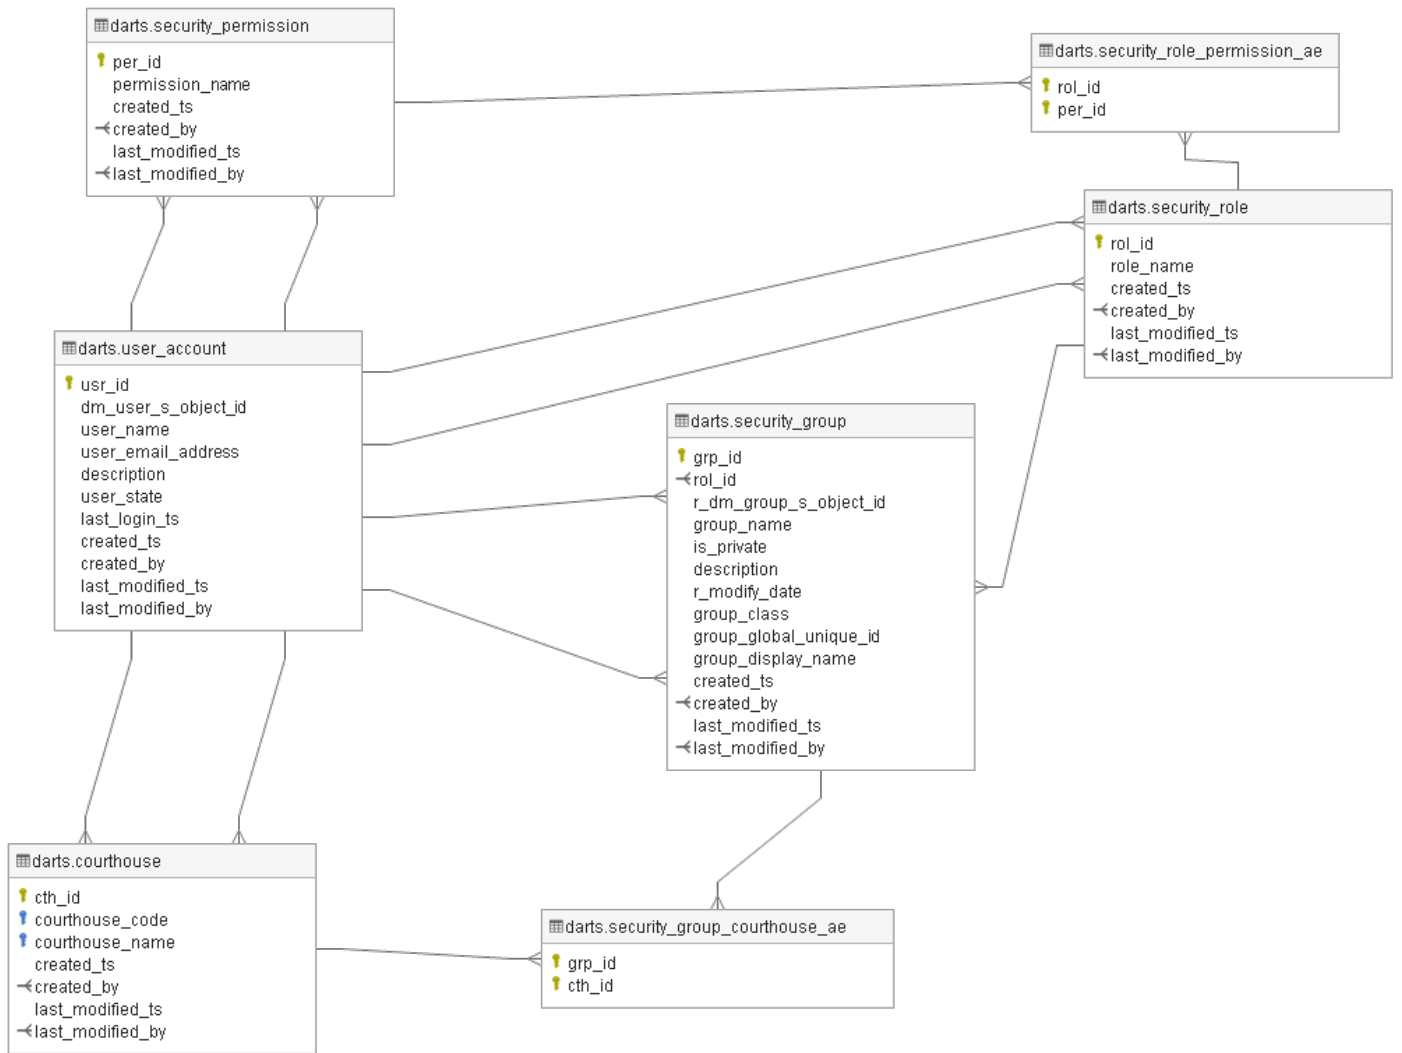 darts.security_permission
per_id
permission_name
created_ts
created_by
last_modified_ts
last_modified_by
darts.security_role_permission_ae
rol_id
per_id
darts.security_role
rol_id
role_name
created_ts
created_by
last_modified_ts
last_modified_by
darts.user_account
usr_id
dm_user_s_object_id
user_name
user_email_address
description
user_state
last_login_ts
created_ts
created_by
last_modified_ts
last_modified_by
darts.security_group
grp_id
rol_id
r_dm_group_s_object_id
group_name
is_private
description
r_modify_date
group_class
group_global_unique_id
group_display_name
created_ts
created_by
last_modified_ts
last_modified_by
darts.courthouse
cth_id
courthouse_code
courthouse_name
created_ts
created_by
last_modified_ts
last_modified_by
darts.security_group_courthouse_ae
grp_id
cth_id